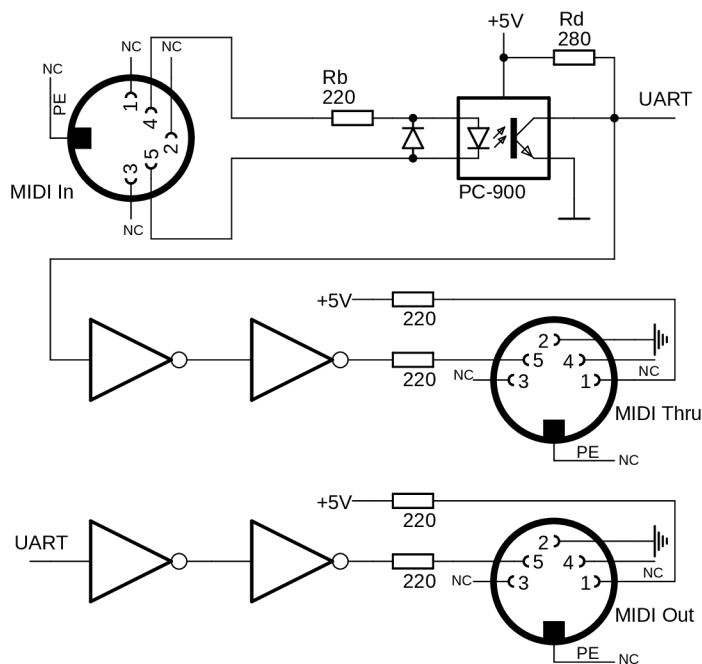 +5V
Rd
280
NC
NC
NC
PE
Rb
220
UART
1
4
2
5
3
MIDI In
PC-900
NC
+5V
220
2
5
4
NC
NC
3
1
220
MIDI Thru
PE
NC
+5V
220
UART
2
5
4
NC
NC
3
1
220
MIDI Out
PE
NC